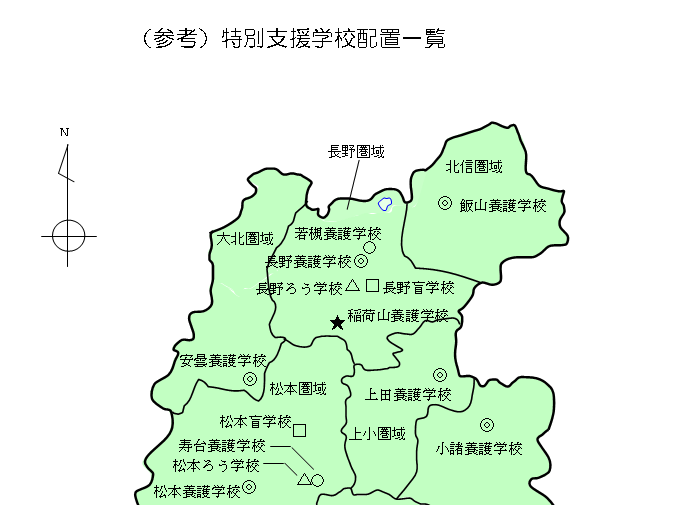 （参考）特別支援学校配置一覧
N
長野圏域
北信圏域
飯山養護学校
大北圏域
若槻養護学校
長野養護学校
長野ろう学校
長野盲学校
稲荷山養護学校
安曇養護学校
松本圏域
上田養護学校
松本盲学校
上小圏域
寿台養護学校
小諸養護学校
松本ろう学校
松本養護学校